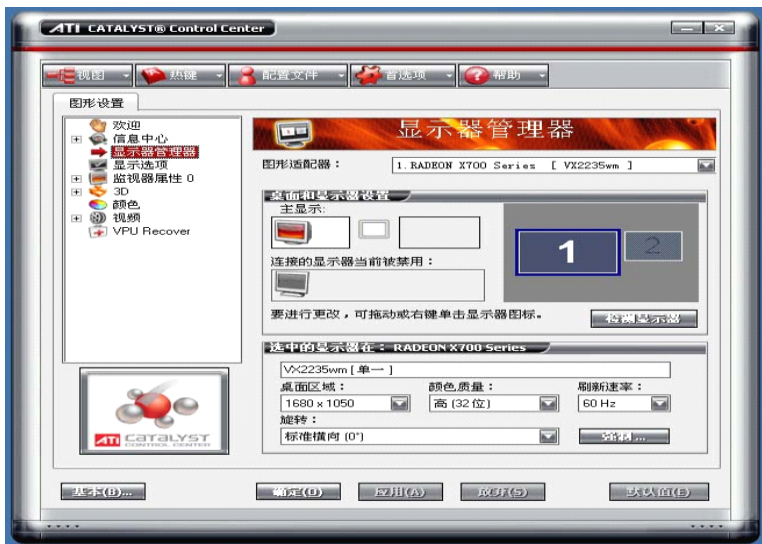 ATI CATALYST® Control Center
视图 热键 配置文件 首选项 帮助
图形设置
欢迎
信息中心
显示器管理器
显示选项
监视器属性 0
3D
颜色
视频
VPU Recover
显示器管理器
图形适配器：
1. RADEON X700 Series [ VX2235wm ]
桌面和显示器设置
主显示:
连接的显示器当前被禁用：
1 2
要进行更改，可拖动或右键单击显示器图标。
检测显示器
选中的显示器在： RADEON X700 Series
VX2235wm [ 单一 ]
桌面区域： 颜色质量： 刷新速率：
1680 x 1050 高 (32 位) 60 Hz
旋转：
标准横向 (0°)
强制 ...
ATI CATALYST
CONTROL CENTER
基本(B)... 确定(O) 应用(A) 放弃(S) 默认值(E)